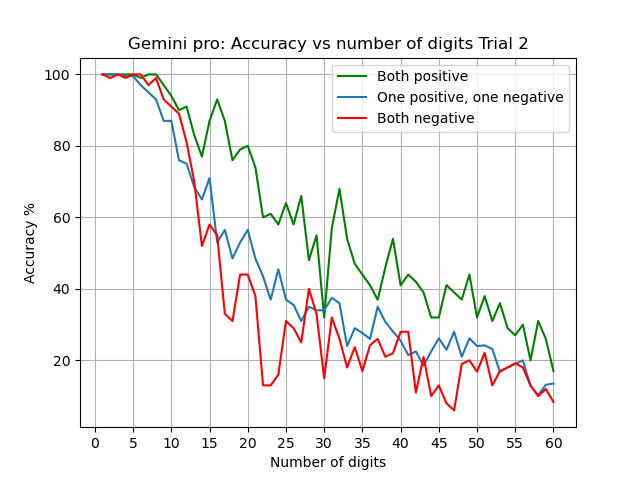 Gemini pro: Accuracy vs number of digits Trial 2
Both positive
One positive, one negative
Both negative
Accuracy %
100
80
60
40
20
0 5 10 15 20 25 30 35 40 45 50 55 60
Number of digits